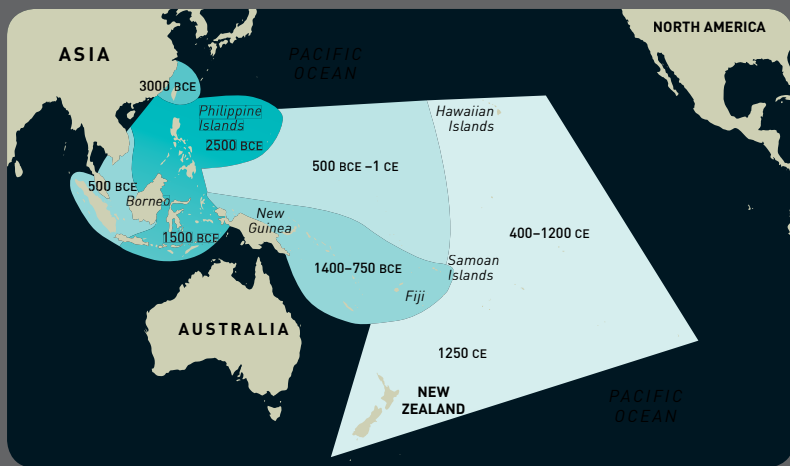 NORTH AMERICA
ASIA
PACIFIC
OCEAN
3000 BCE
Philippine
Islands
2500 BCE
Hawaiian
Islands
500 BCE –1 CE
500 BCE
Borneo
New
Guinea
1500 BCE
400–1200 CE
1400–750 BCE
Samoan
Islands
Fiji
AUSTRALIA
1250 CE
NEW
ZEALAND
PACIFIC
OCEAN